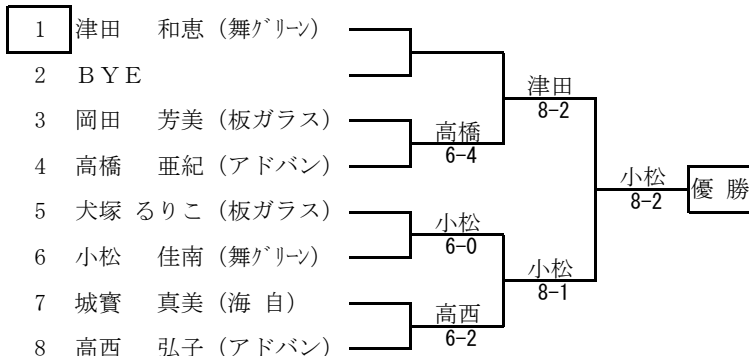 1 津田 和恵（舞ｸﾞﾘｰﾝ）
2 ＢＹＥ
津田
8-2
3 岡田 芳美（板ガラス）
高橋
6-4
4 高橋 亜紀（アドバン）
小松
8-2
優 勝
5 犬塚 るりこ（板ガラス）
小松
6-0
6 小松 佳南（舞ｸﾞﾘｰﾝ）
小松
8-1
7 城寳 真美（海 自）
高西
6-2
8 高西 弘子（アドバン）